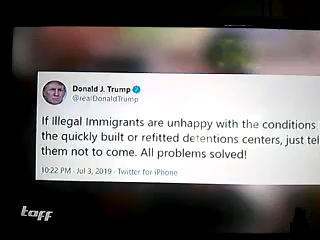 Donald J. Trump
@realDonaldTrump
If Illegal Immigrants are unhappy with the conditions
the quickly built or refitted detentions centers, just tel
them not to come. All problems solved!
10:22 PM · Jul 3, 2019 · Twitter for iPhone
taff